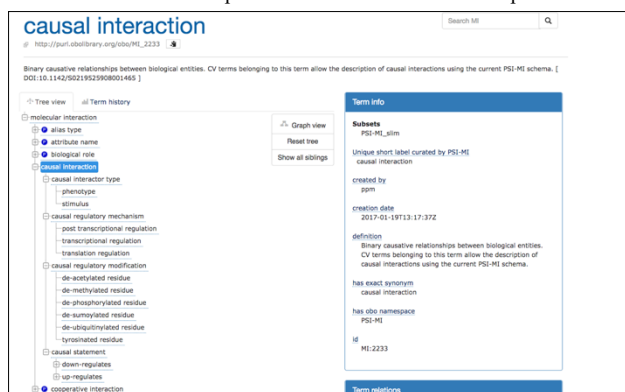 causal interaction
Search MI
http://purl.obolibrary.org/obo/MI_2233
Binary causative relationships between biological entities. CV terms belonging to this term allow the description of causal interactions using the current PSI-MI schema. [
DOI:10.1142/S0219525908001465 ]
Tree view
Term history
molecular interaction
P alias type
P attribute name
P biological role
causal interaction
causal interactor type
phenotype
stimulus
causal regulatory mechanism
post transcriptional regulation
transcriptional regulation
translation regulation
causal regulatory modification
de-acetylated residue
de-methylated residue
de-phosphorylated residue
de-sumoylated residue
de-ubiquitinylated residue
tyrosinated residue
causal statement
down-regulates
up-regulates
P cooperative interaction
Graph view
Reset tree
Show all siblings
Term info
Subsets
PSI-MI_slim
Unique short label curated by PSI-MI
causal interaction
created by
ppm
creation date
2017-01-19T13:17:37Z
definition
Binary causative relationships between biological entities.
CV terms belonging to this term allow the description of
causal interactions using the current PSI-MI schema.
has exact synonym
causal interaction
has obo namespace
PSI-MI
id
MI:2233
Term relations